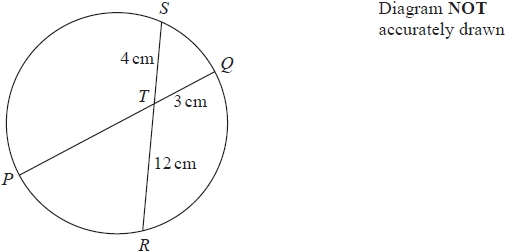 S
Diagram NOT
accurately drawn
4 cm
Q
T
3 cm
12 cm
P
R